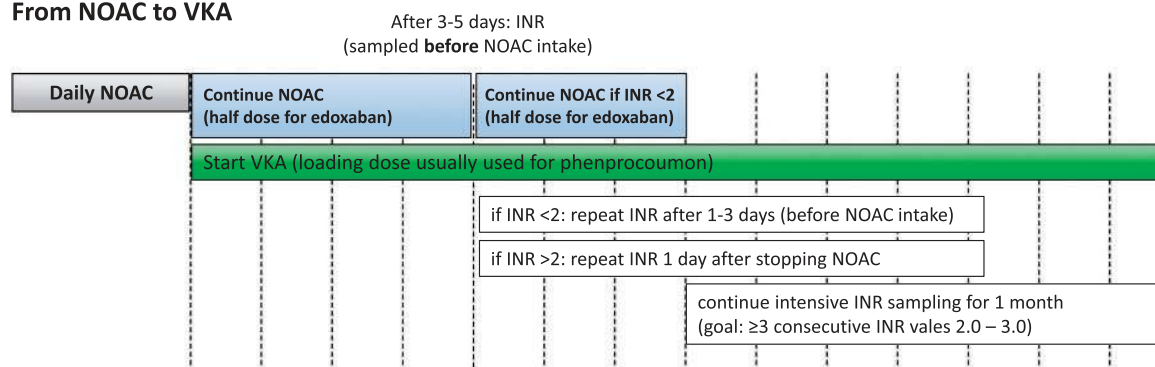 From NOAC to VKA
After 3-5 days: INR
(sampled before NOAC intake)
Daily NOAC
Continue NOAC
(half dose for edoxaban)
Continue NOAC if INR <2
(half dose for edoxaban)
Start VKA (loading dose usually used for phenprocoumon)
if INR <2: repeat INR after 1-3 days (before NOAC intake)
if INR >2: repeat INR 1 day after stopping NOAC
continue intensive INR sampling for 1 month
(goal: ≥3 consecutive INR vales 2.0 – 3.0)